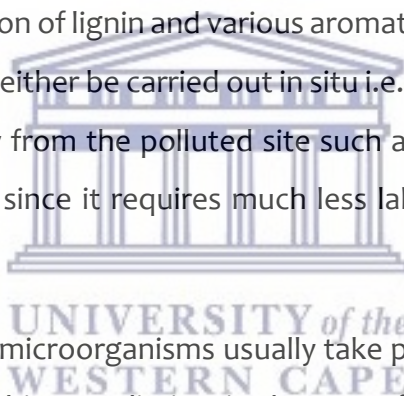 on of lignin and various aromat
either be carried out in situ i.e.
from the polluted site such a
since it requires much less lal
UNIVERSITY of the
microorganisms usually take p
WESTERN CAPE